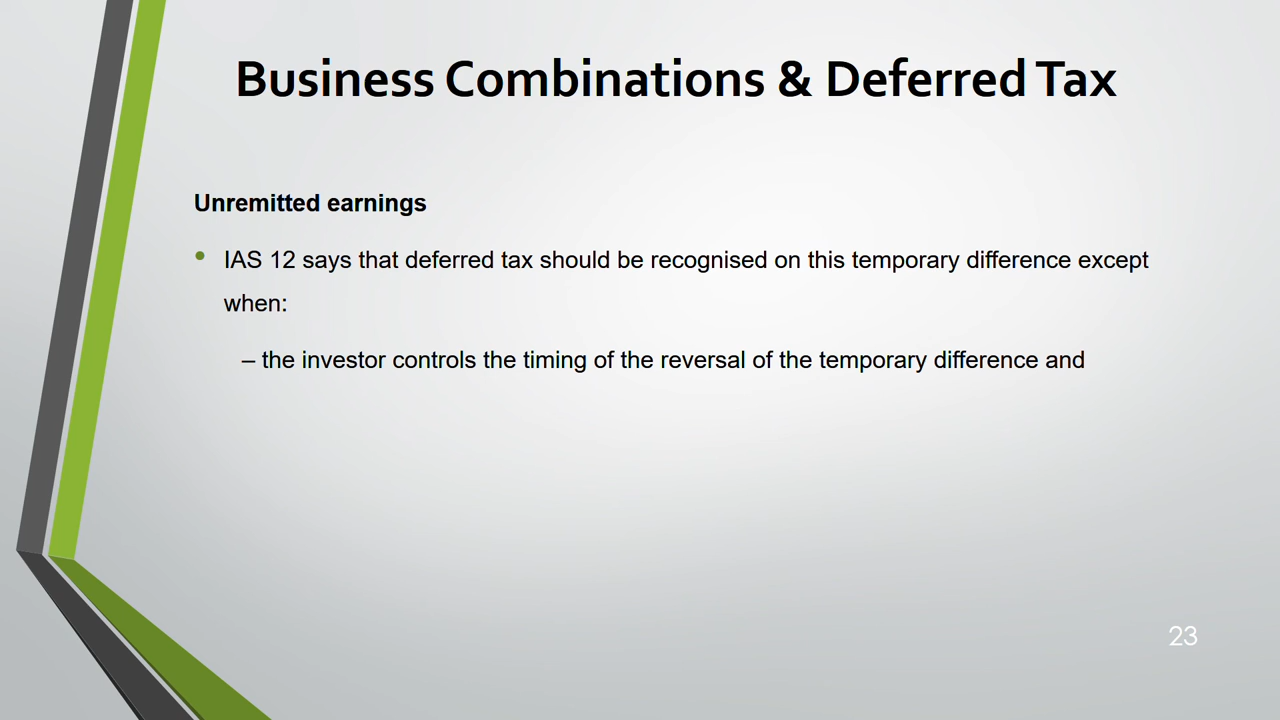 Business Combinations & Deferred Tax
Unremitted earnings
• IAS 12 says that deferred tax should be recognised on this temporary difference except
when:
– the investor controls the timing of the reversal of the temporary difference and
23